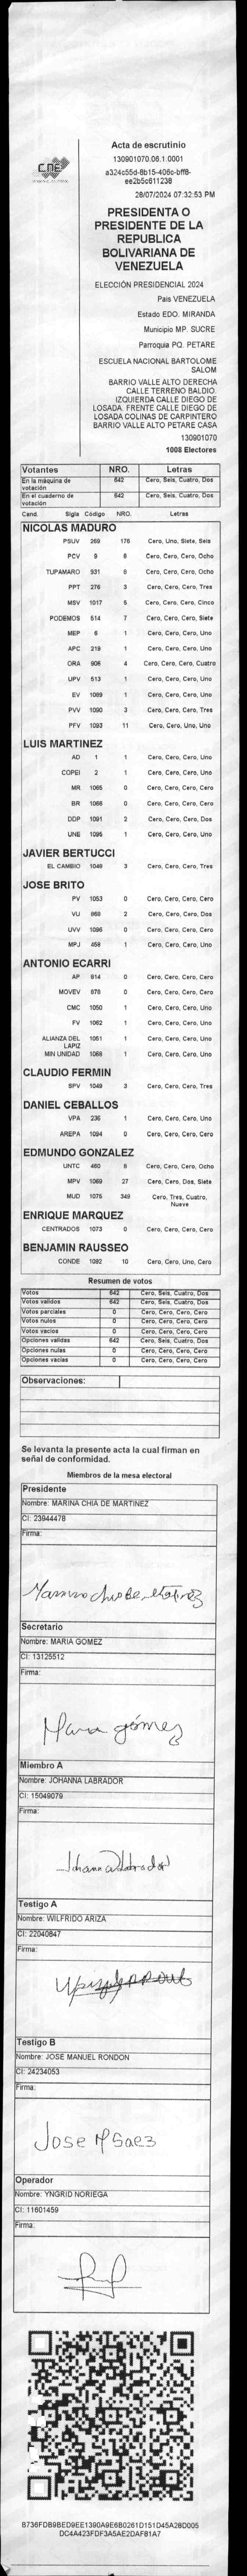 CNE
Acta de escrutinio
130901070.06.1.0001
a324c55d-8b15-406c-bff8-
ee2b5c611238
28/07/2024 07:32:53 PM
PRESIDENTA O
PRESIDENTE DE LA
REPUBLICA
BOLIVARIANA DE
VENEZUELA
ELECCIÓN PRESIDENCIAL 2024
Pais VENEZUELA
Estado EDO. MIRANDA
Municipio MP. SUCRE
Parroquia PQ. PETARE
ESCUELA NACIONAL BARTOLOME
SALOM
BARRIO VALLE ALTO DERECHA
CALLE TERRENO BALDIO.
IZQUIERDA CALLE DIEGO DE
LOSADA. FRENTE CALLE DIEGO DE
LOSADA COLINAS DE CARPINTERO
BARRIO VALLE ALTO PETARE CASA
130901070
1008 Electores
Votantes NRO. Letras
En la máquina de votación 642 Cero, Seis, Cuatro, Dos
En el cuaderno de votación 642 Cero, Seis, Cuatro, Dos
Cand. Sigla Código NRO. Letras
NICOLAS MADURO
PSUV 269 176 Cero, Uno, Siete, Seis
PCV 9 8 Cero, Cero, Cero, Ocho
TUPAMARO 931 8 Cero, Cero, Cero, Ocho
PPT 276 3 Cero, Cero, Cero, Tres
MSV 1017 5 Cero, Cero, Cero, Cinco
PODEMOS 514 7 Cero, Cero, Cero, Siete
MEP 6 1 Cero, Cero, Cero, Uno
APC 219 1 Cero, Cero, Cero, Uno
ORA 906 4 Cero, Cero, Cero, Cuatro
UPV 513 1 Cero, Cero, Cero, Uno
EV 1089 1 Cero, Cero, Cero, Uno
PVV 1090 3 Cero, Cero, Cero, Tres
PFV 1093 11 Cero, Cero, Uno, Uno
LUIS MARTINEZ
AD 1 1 Cero, Cero, Cero, Uno
COPEI 2 1 Cero, Cero, Cero, Uno
MR 1065 0 Cero, Cero, Cero, Cero
BR 1066 0 Cero, Cero, Cero, Cero
DDP 1091 2 Cero, Cero, Cero, Dos
UNE 1095 1 Cero, Cero, Cero, Uno
JAVIER BERTUCCI
EL CAMBIO 1048 3 Cero, Cero, Cero, Tres
JOSE BRITO
PV 1053 0 Cero, Cero, Cero, Cero
VU 868 2 Cero, Cero, Cero, Dos
UVV 1096 0 Cero, Cero, Cero, Cero
MPJ 458 1 Cero, Cero, Cero, Uno
ANTONIO ECARRI
AP 814 0 Cero, Cero, Cero, Cero
MOVEV 878 0 Cero, Cero, Cero, Cero
CMC 1050 1 Cero, Cero, Cero, Uno
FV 1062 1 Cero, Cero, Cero, Uno
ALIANZA DEL LAPIZ 1051 1 Cero, Cero, Cero, Uno
MIN UNIDAD 1068 1 Cero, Cero, Cero, Uno
CLAUDIO FERMIN
SPV 1049 3 Cero, Cero, Cero, Tres
DANIEL CEBALLOS
VPA 236 1 Cero, Cero, Cero, Uno
AREPA 1094 0 Cero, Cero, Cero, Cero
EDMUNDO GONZALEZ
UNTC 460 8 Cero, Cero, Cero, Ocho
MPV 1069 27 Cero, Cero, Dos, Siete
MUD 1075 349 Cero, Tres, Cuatro,
Nueve
ENRIQUE MARQUEZ
CENTRADOS 1073 0 Cero, Cero, Cero, Cero
BENJAMIN RAUSSEO
CONDE 1092 10 Cero, Cero, Uno, Cero
Resumen de votos
Votos 642 Cero, Seis, Cuatro, Dos
Votos validos 642 Cero, Seis, Cuatro, Dos
Votos parciales 0 Cero, Cero, Cero, Cero
Votos nulos 0 Cero, Cero, Cero, Cero
Votos vacios 0 Cero, Cero, Cero, Cero
Opciones validas 642 Cero, Seis, Cuatro, Dos
Opciones nulas 0 Cero, Cero, Cero, Cero
Opciones vacias 0 Cero, Cero, Cero, Cero
Observaciones:
Se levanta la presente acta la cual firman en
señal de conformidad.
Miembros de la mesa electoral
Presidente
Nombre: MARINA CHIA DE MARTINEZ
CI: 23944478
Firma:
Secretario
Nombre: MARIA GOMEZ
CI: 13125512
Firma:
Maria gómez
Miembro A
Nombre: JOHANNA LABRADOR
CI: 15049079
Firma:
Johanna Labrador
Testigo A
Nombre: WILFRIDO ARIZA
CI: 22040847
Firma:
Testigo B
Nombre: JOSE MANUEL RONDON
CI: 24234053
Firma:
Jose M Saez
Operador
Nombre: YNGRID NORIEGA
CI: 11601459
Firma:
B736FDB9BED9EE1390A9E6B0261D151D45A28D005
DC4A423FDF3A5AE2DAFB1A7